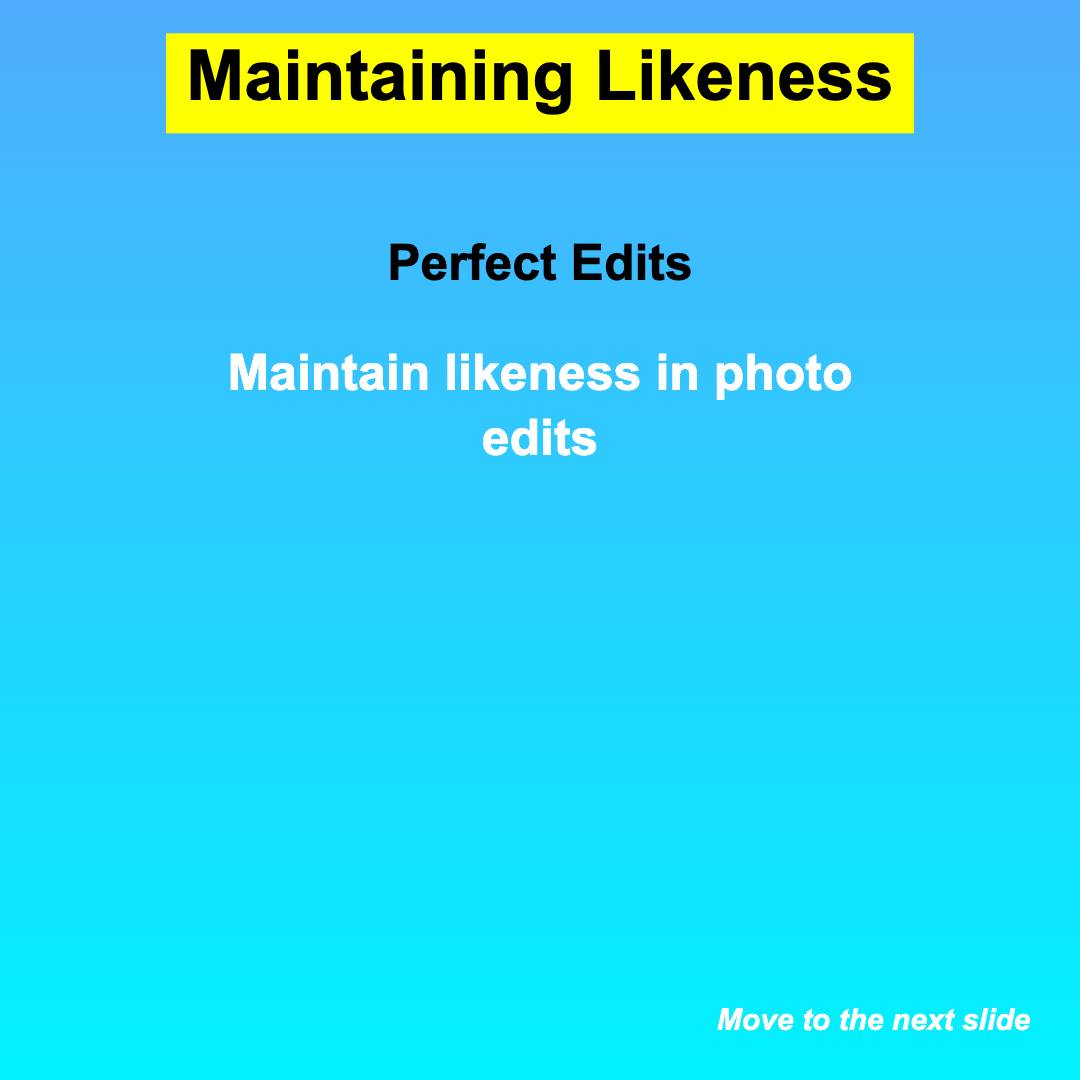 Maintaining Likeness
Perfect Edits
Maintain likeness in photo
edits
Move to the next slide